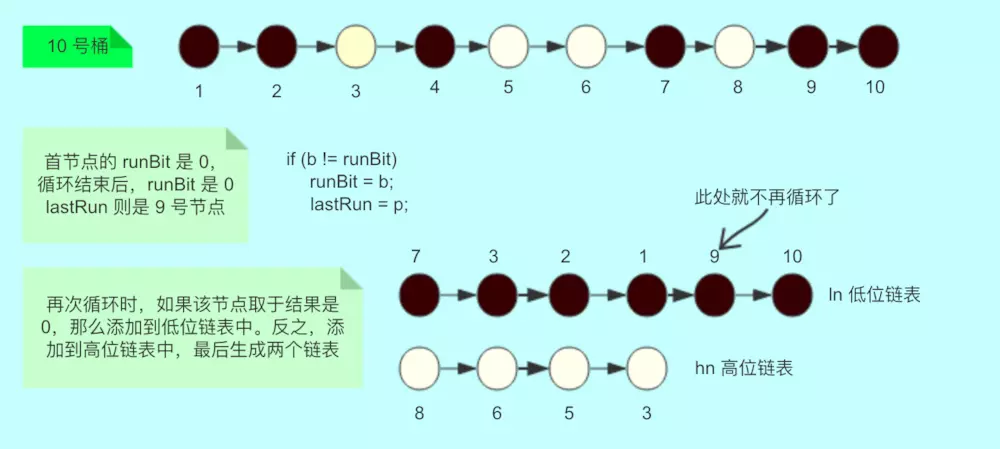 10 号桶
1 2 3 4 5 6 7 8 9 10
首节点的 runBit 是 0，
循环结束后，runBit 是 0
lastRun 则是 9 号节点
if (b != runBit)
runBit = b;
lastRun = p;
此处就不再循环了
7 3 2 1 9 10
ln 低位链表
再次循环时，如果该节点取于结果是
0，那么添加到低位链表中。反之，添
加到高位链表中，最后生成两个链表
hn 高位链表
8 6 5 3